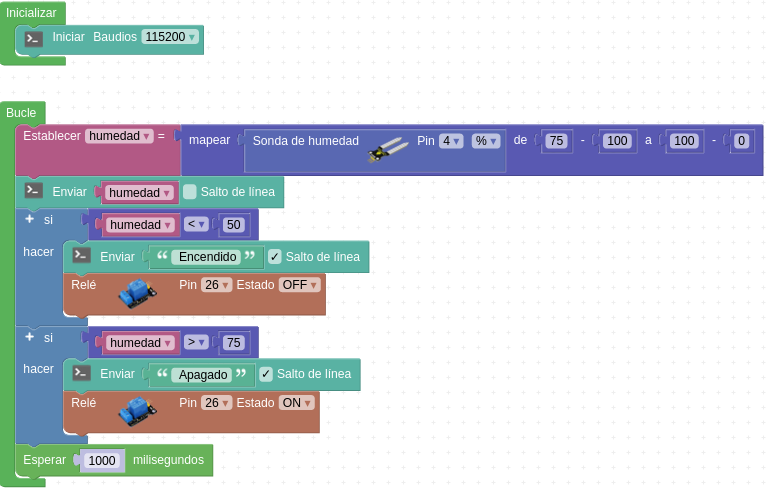 Inicializar
Iniciar Baudios 115200
Bucle
Establecer humedad = mapear Sonda de humedad Pin 4 % de 75 - 100 a 100 - 0
Enviar humedad Salto de línea
+ si humedad < 50
hacer Enviar “ Encendido ” ✓ Salto de línea
Relé Pin 26 Estado OFF
+ si humedad > 75
hacer Enviar “ Apagado ” ✓ Salto de línea
Relé Pin 26 Estado ON
Esperar 1000 milisegundos